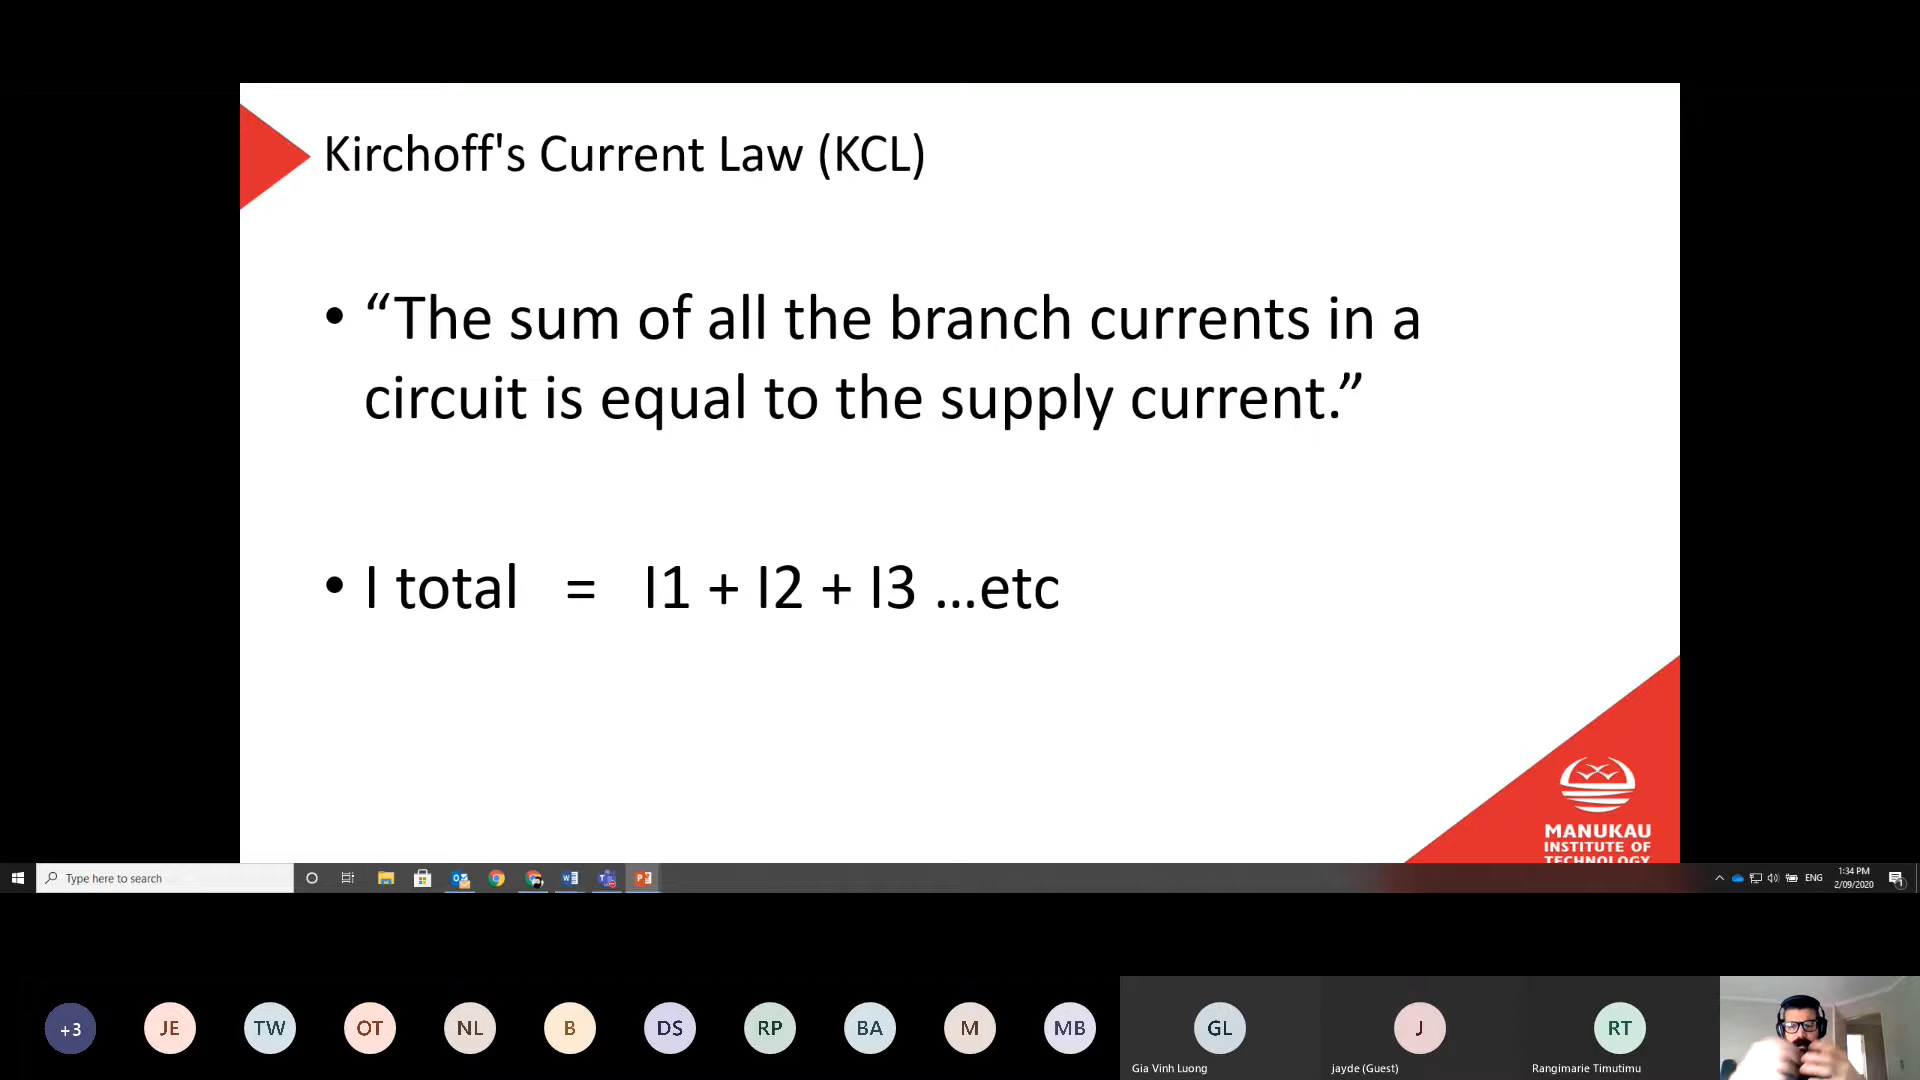 Kirchoff's Current Law (KCL)
• “The sum of all the branch currents in a
circuit is equal to the supply current.”
• I total = I1 + I2 + I3 ...etc
MANUKAU
INSTITUTE OF
TECHNOLOGY
Type here to search
ENG
1:34 PM
2/09/2020
1
+3
JE
TW
OT
NL
B
DS
RP
BA
M
MB
GL
J
RT
Gia Vinh Luong
jayde (Guest)
Rangimarie Timutimu